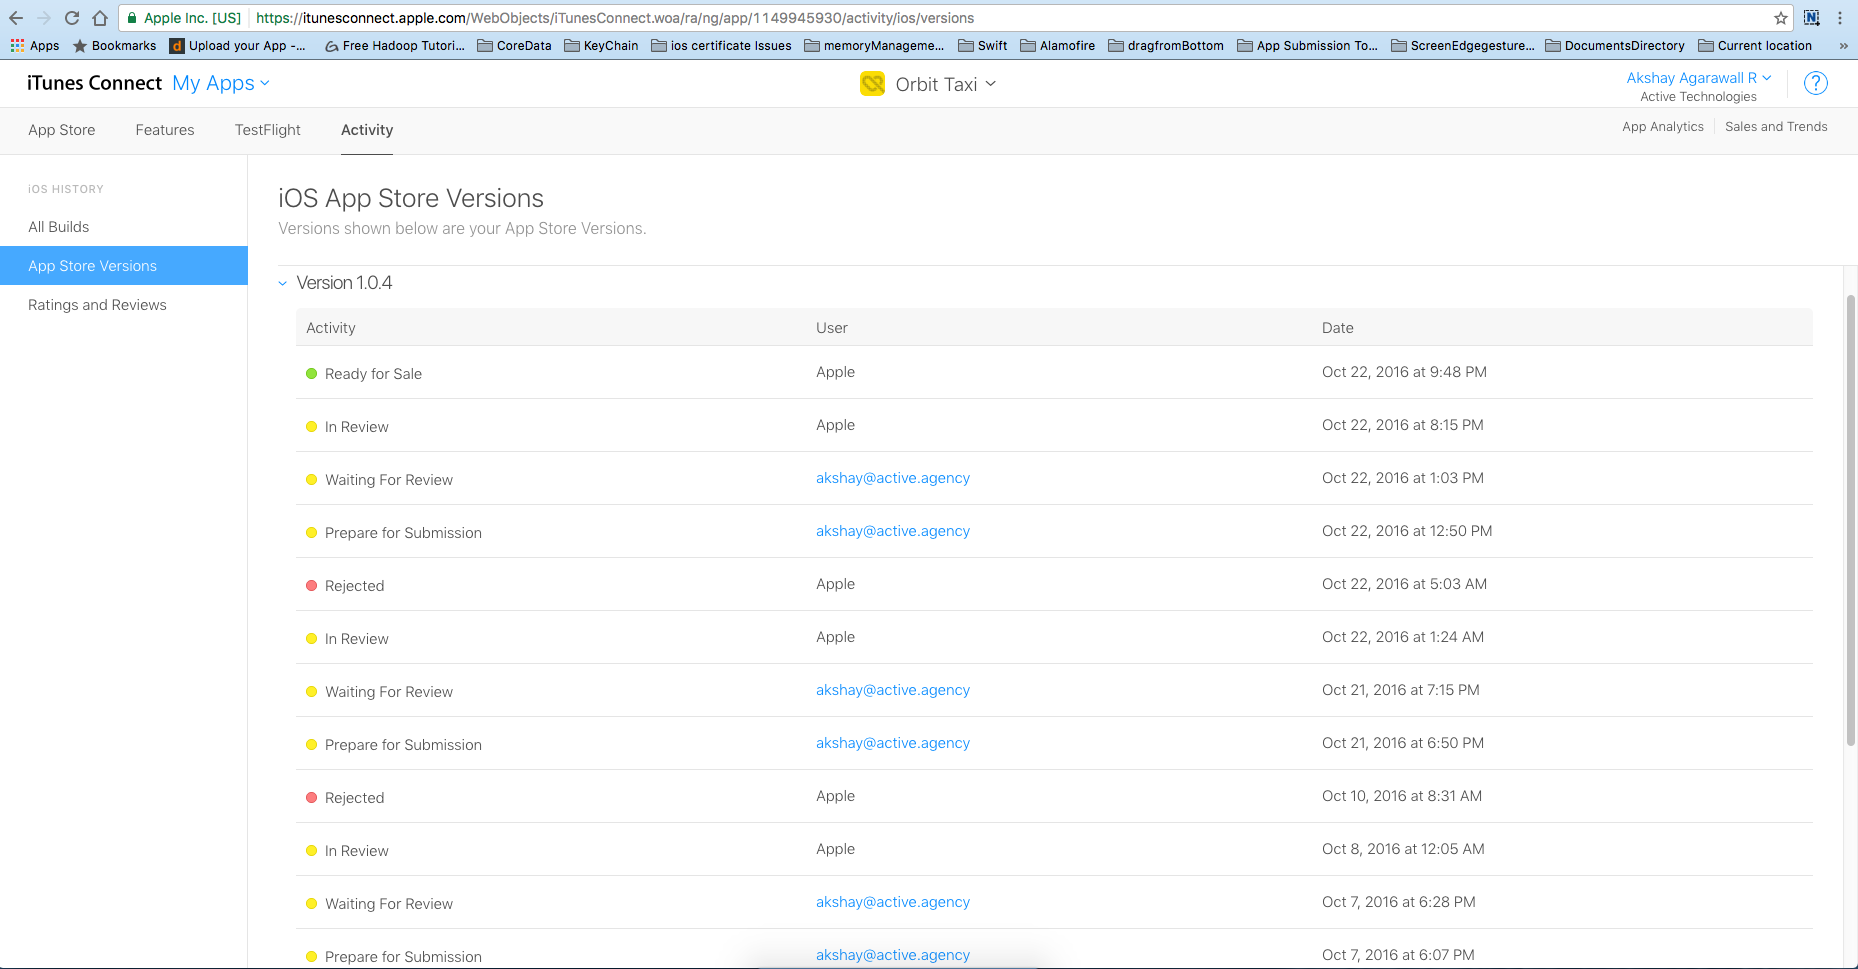 Apple Inc. [US] https://itunesconnect.apple.com/WebObjects/iTunesConnect.woa/ra/ng/app/1149945930/activity/ios/versions
Apps Bookmarks Upload your App -... Free Hadoop Tutori... CoreData KeyChain ios certificate Issues memoryManageme... Swift Alamofire dragfromBottom App Submission To... ScreenEdgegesture... DocumentsDirectory Current location »
iTunes Connect My Apps Orbit Taxi Akshay Agarawall R ?
Active Technologies
App Store Features TestFlight Activity App Analytics Sales and Trends
iOS HISTORY
All Builds
App Store Versions
Ratings and Reviews
iOS App Store Versions
Versions shown below are your App Store Versions.
Version 1.0.4
Activity User Date
Ready for Sale Apple Oct 22, 2016 at 9:48 PM
In Review Apple Oct 22, 2016 at 8:15 PM
Waiting For Review akshay@active.agency Oct 22, 2016 at 1:03 PM
Prepare for Submission akshay@active.agency Oct 22, 2016 at 12:50 PM
Rejected Apple Oct 22, 2016 at 5:03 AM
In Review Apple Oct 22, 2016 at 1:24 AM
Waiting For Review akshay@active.agency Oct 21, 2016 at 7:15 PM
Prepare for Submission akshay@active.agency Oct 21, 2016 at 6:50 PM
Rejected Apple Oct 10, 2016 at 8:31 AM
In Review Apple Oct 8, 2016 at 12:05 AM
Waiting For Review akshay@active.agency Oct 7, 2016 at 6:28 PM
Prepare for Submission akshay@active.agency Oct 7, 2016 at 6:07 PM